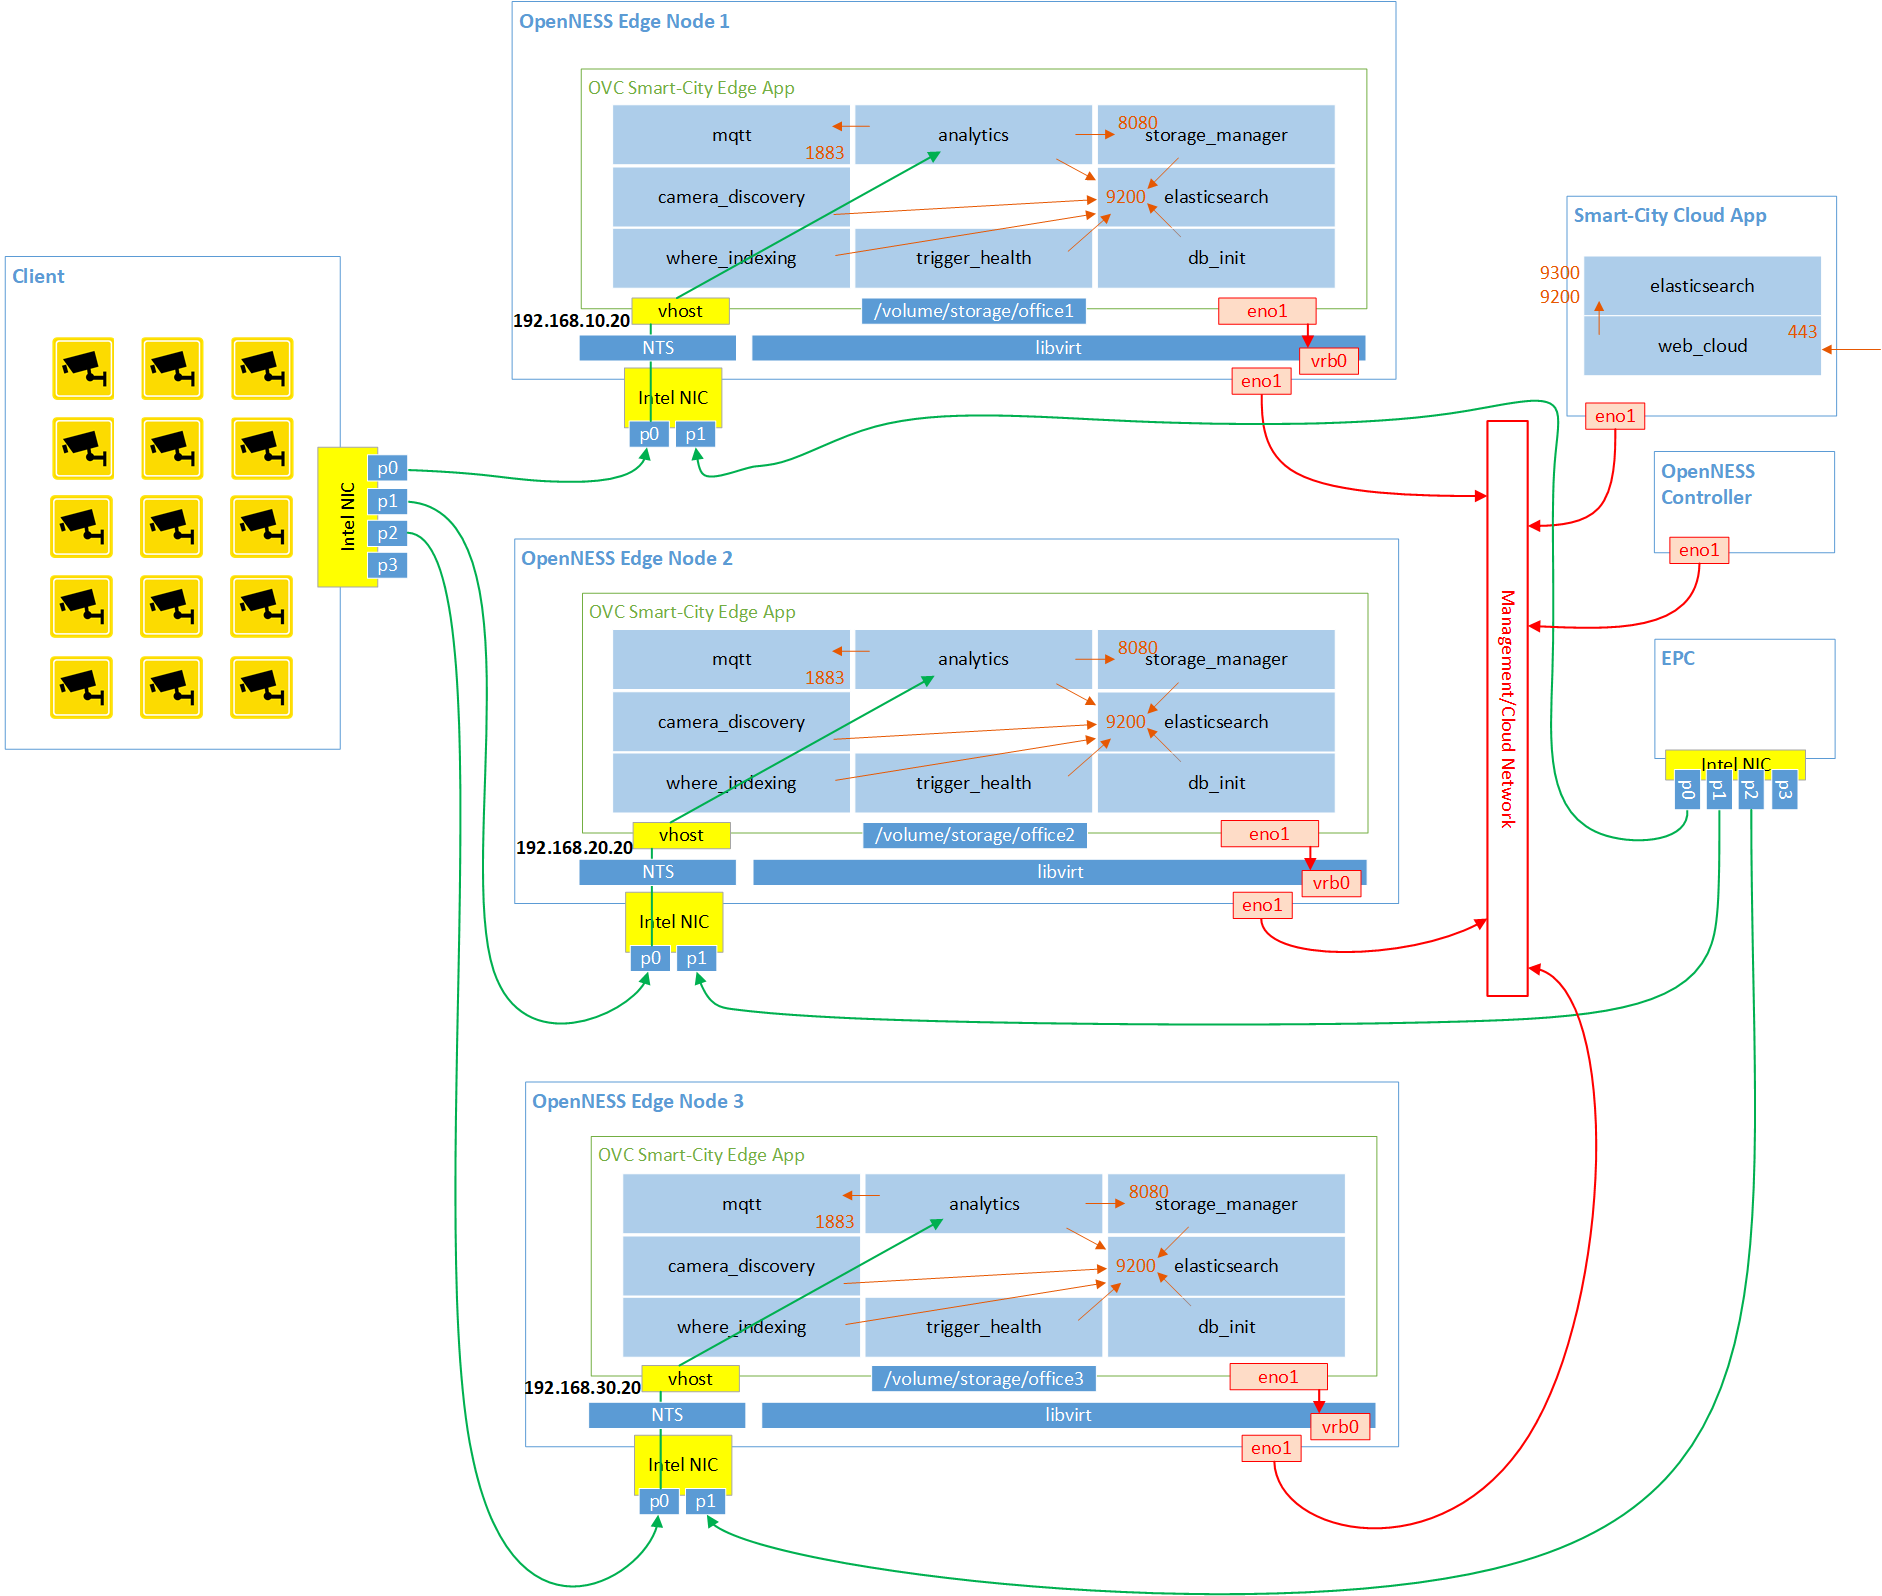 OpenNESS Edge Node 1
OVC Smart-City Edge App
mqtt
1883
analytics
8080
storage_manager
camera_discovery
9200
elasticsearch
where_indexing
trigger_health
db_init
vhost
/volume/storage/office1
eno1
192.168.10.20
NTS
libvirt
vrb0
eno1
Intel NIC
p0
p1
Client
Intel NIC
p0
p1
p2
p3
Smart-City Cloud App
9300
9200
elasticsearch
443
web_cloud
eno1
OpenNESS
Controller
eno1
Management/Cloud Network
EPC
Intel NIC
p0
p1
p2
p3
OpenNESS Edge Node 2
OVC Smart-City Edge App
mqtt
1883
analytics
8080
storage_manager
camera_discovery
9200
elasticsearch
where_indexing
trigger_health
db_init
vhost
/volume/storage/office2
eno1
192.168.20.20
NTS
libvirt
vrb0
eno1
Intel NIC
p0
p1
OpenNESS Edge Node 3
OVC Smart-City Edge App
mqtt
1883
analytics
8080
storage_manager
camera_discovery
9200
elasticsearch
where_indexing
trigger_health
db_init
vhost
/volume/storage/office3
eno1
192.168.30.20
NTS
libvirt
vrb0
eno1
Intel NIC
p0
p1